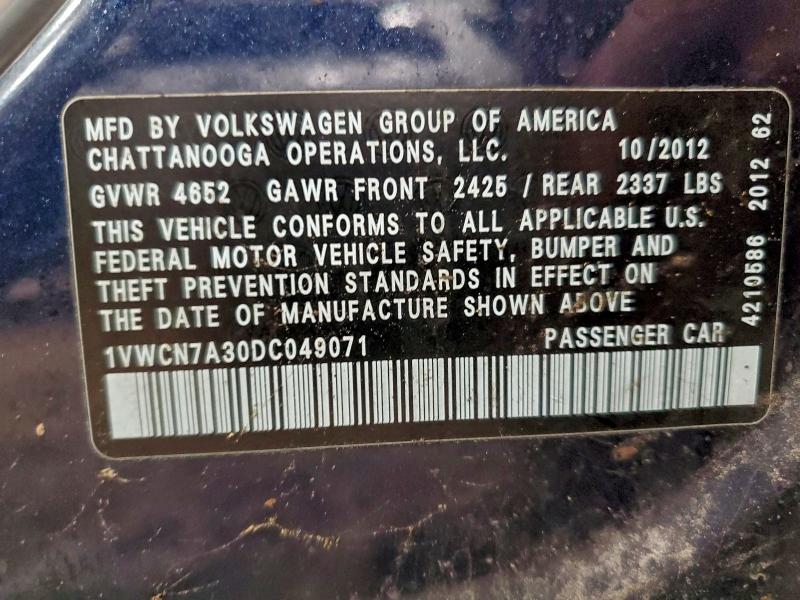 MFD BY VOLKSWAGEN GROUP OF AMERICA
CHATTANOOGA OPERATIONS, LLC. 10/2012
GVWR 4652 GAWR FRONT 2425 / REAR 2337 LBS
THIS VEHICLE CONFORMS TO ALL APPLICABLE U.S.
FEDERAL MOTOR VEHICLE SAFETY, BUMPER AND
THEFT PREVENTION STANDARDS IN EFFECT ON
THE DATE OF MANUFACTURE SHOWN ABOVE
1VWCN7A30DC049071 PASSENGER CAR
4210586 2012 62